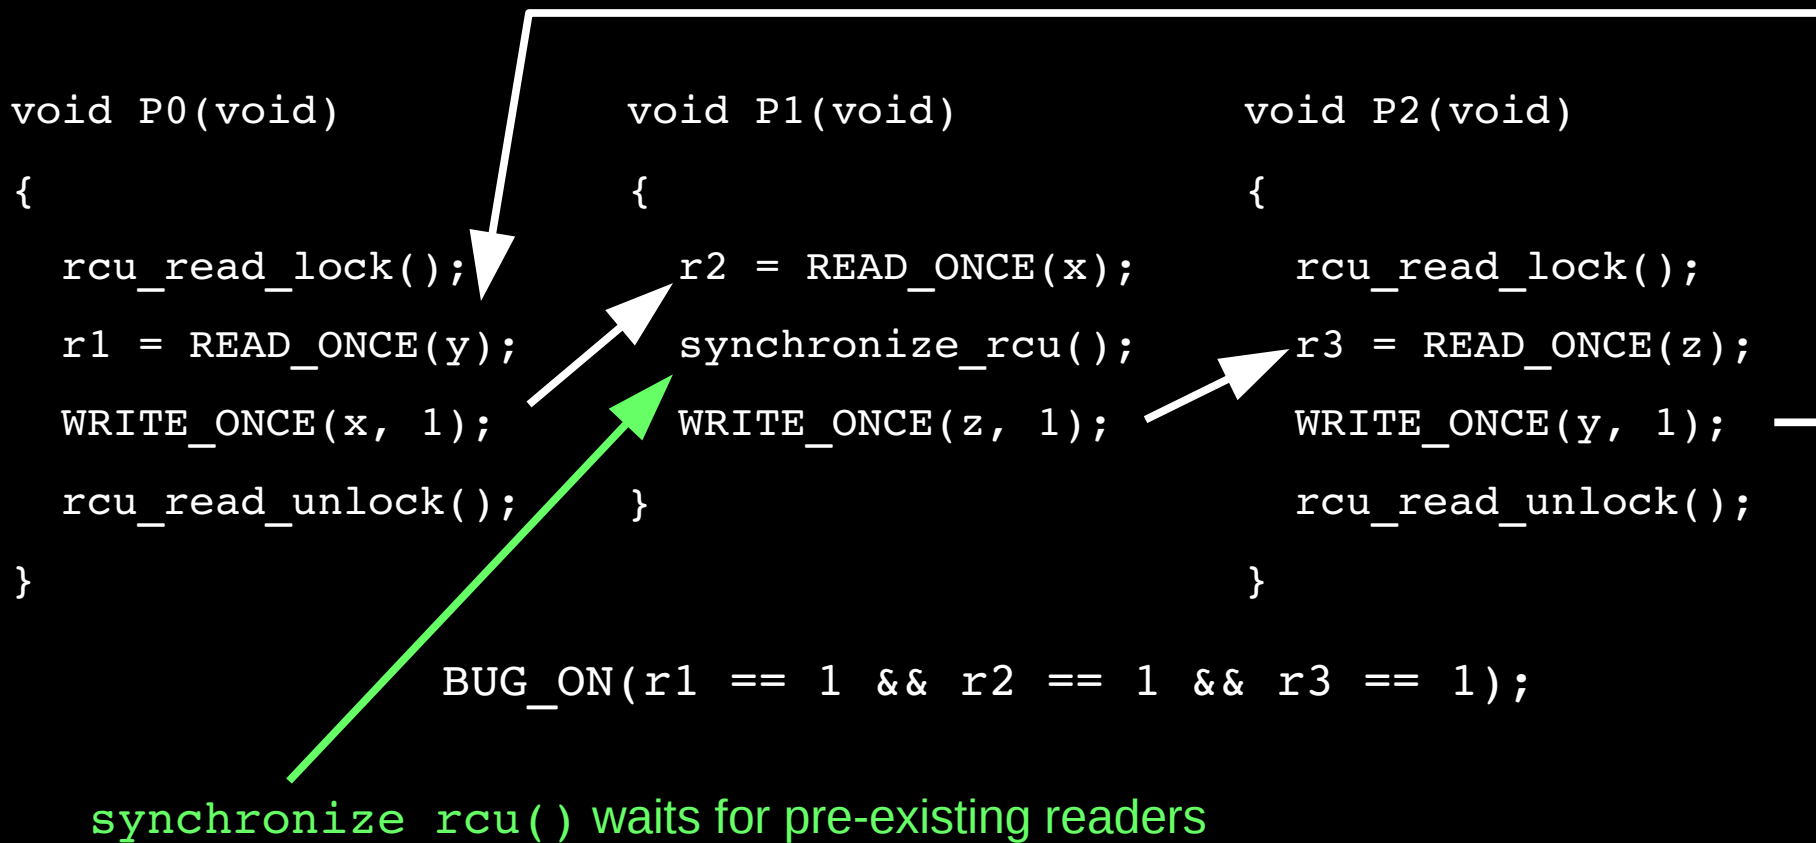 void P0(void)
{
  rcu_read_lock();
  r1 = READ_ONCE(y);
  WRITE_ONCE(x, 1);
  rcu_read_unlock();
}
void P1(void)
{
  r2 = READ_ONCE(x);
  synchronize_rcu();
  WRITE_ONCE(z, 1);
}
void P2(void)
{
  rcu_read_lock();
  r3 = READ_ONCE(z);
  WRITE_ONCE(y, 1);
  rcu_read_unlock();
}
BUG_ON(r1 == 1 && r2 == 1 && r3 == 1);
synchronize rcu() waits for pre-existing readers